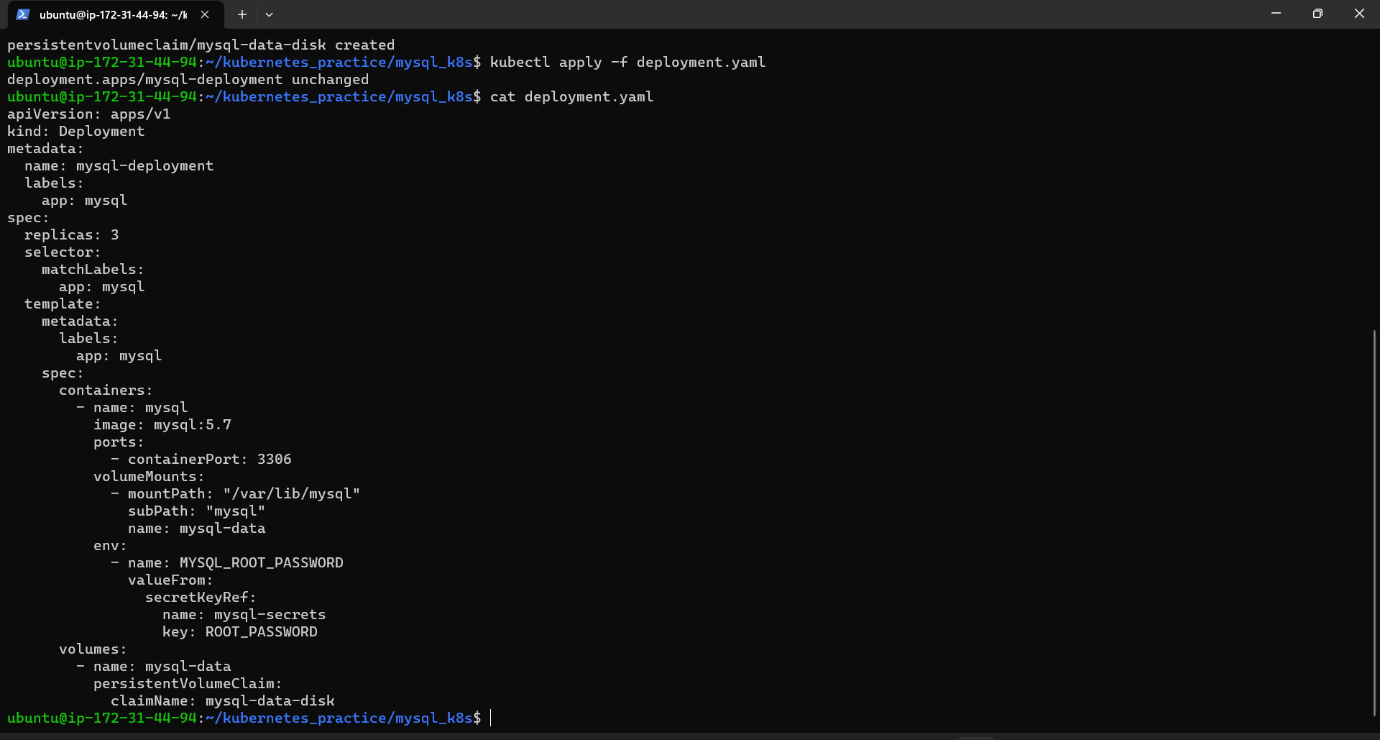 ubuntu@ip-172-31-44-94: ~/k
persistentvolumeclaim/mysql-data-disk created
ubuntu@ip-172-31-44-94:~/kubernetes_practice/mysql_k8s$ kubectl apply -f deployment.yaml
deployment.apps/mysql-deployment unchanged
ubuntu@ip-172-31-44-94:~/kubernetes_practice/mysql_k8s$ cat deployment.yaml
apiVersion: apps/v1
kind: Deployment
metadata:
  name: mysql-deployment
  labels:
    app: mysql
spec:
  replicas: 3
  selector:
    matchLabels:
      app: mysql
  template:
    metadata:
      labels:
        app: mysql
    spec:
      containers:
        - name: mysql
          image: mysql:5.7
          ports:
            - containerPort: 3306
          volumeMounts:
            - mountPath: "/var/lib/mysql"
              subPath: "mysql"
              name: mysql-data
          env:
            - name: MYSQL_ROOT_PASSWORD
              valueFrom:
                secretKeyRef:
                  name: mysql-secrets
                  key: ROOT_PASSWORD
      volumes:
        - name: mysql-data
          persistentVolumeClaim:
            claimName: mysql-data-disk
ubuntu@ip-172-31-44-94:~/kubernetes_practice/mysql_k8s$